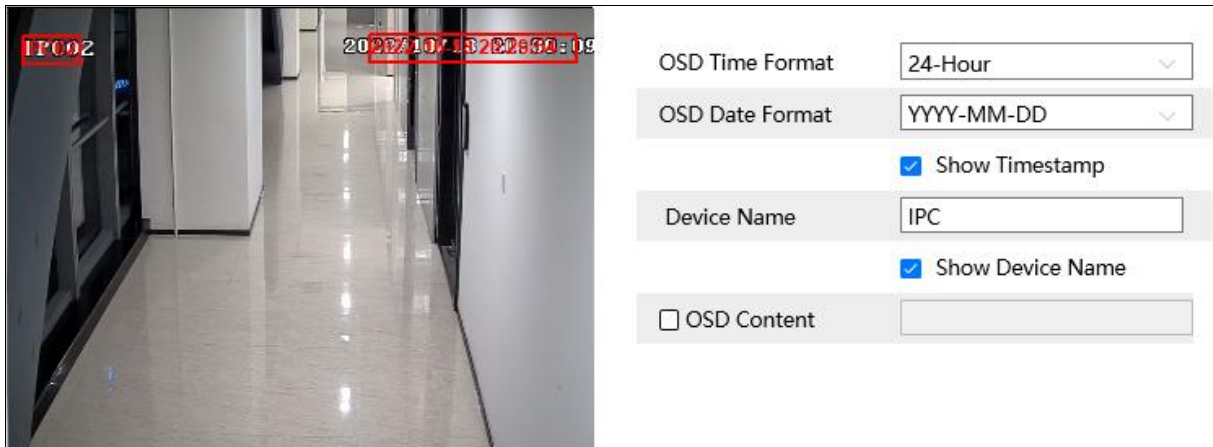 OSD Time Format
24-Hour
OSD Date Format
YYYY-MM-DD
Show Timestamp
Device Name
IPC
Show Device Name
OSD Content